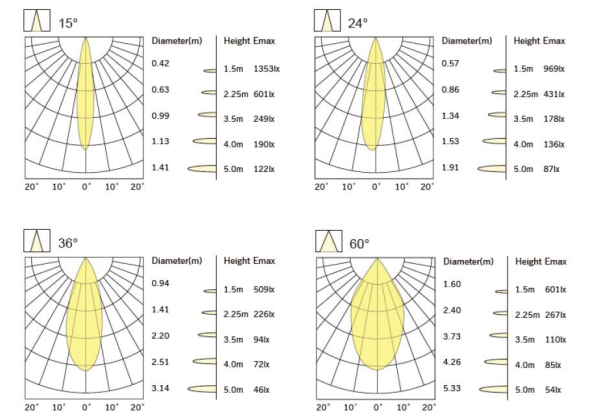 15°
Diameter(m) Height Emax
0.42 1.5m 1353lx
0.63 2.25m 601lx
0.99 3.5m 249lx
1.13 4.0m 190lx
1.41 5.0m 122lx
20° 10° 0° 10° 20°
24°
Diameter(m) Height Emax
0.57 1.5m 969lx
0.86 2.25m 431lx
1.34 3.5m 178lx
1.53 4.0m 136lx
1.91 5.0m 87lx
20° 10° 0° 10° 20°
36°
Diameter(m) Height Emax
0.94 1.5m 509lx
1.41 2.25m 226lx
2.20 3.5m 94lx
2.51 4.0m 72lx
3.14 5.0m 46lx
20° 10° 0° 10° 20°
60°
Diameter(m) Height Emax
1.60 1.5m 601lx
2.40 2.25m 267lx
3.73 3.5m 110lx
4.26 4.0m 85lx
5.33 5.0m 54lx
20° 10° 0° 10° 20°